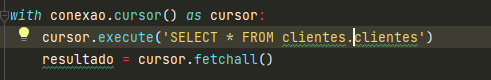 with conexao.cursor() as cursor:
    cursor.execute('SELECT * FROM clientes.clientes')
    resultado = cursor.fetchall()